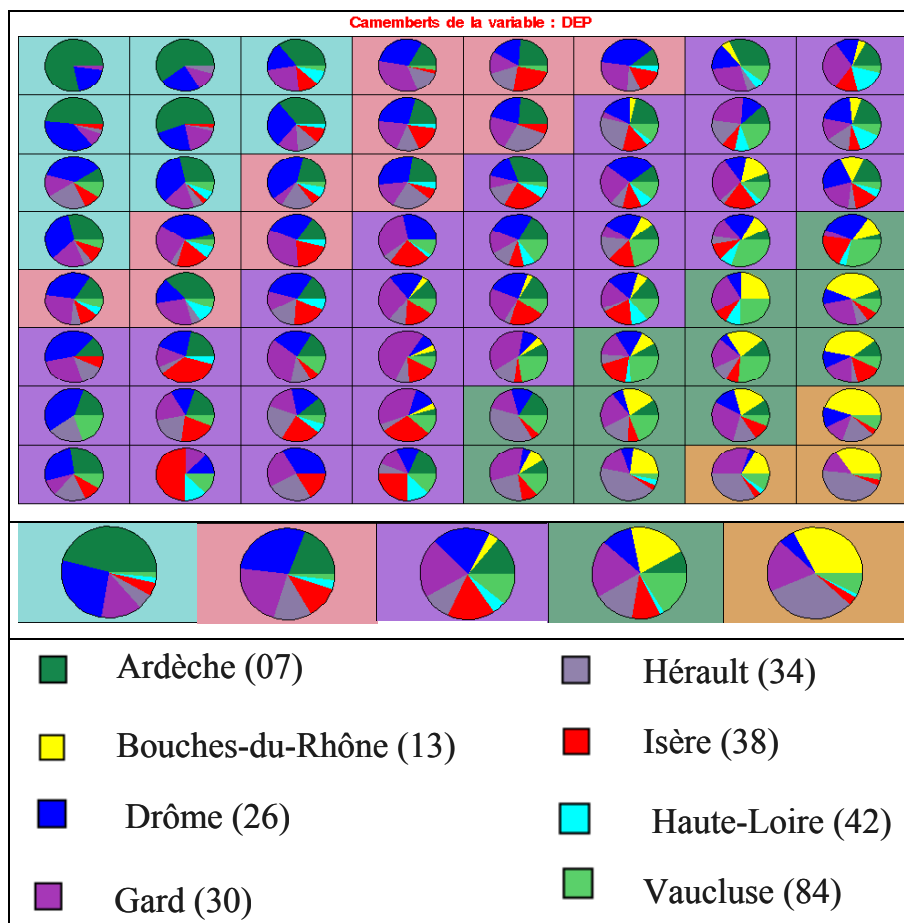 Camemberts de la variable : DEP
Ardèche (07)
Hérault (34)
Bouches-du-Rhône (13)
Isère (38)
Drôme (26)
Haute-Loire (42)
Gard (30)
Vaucluse (84)